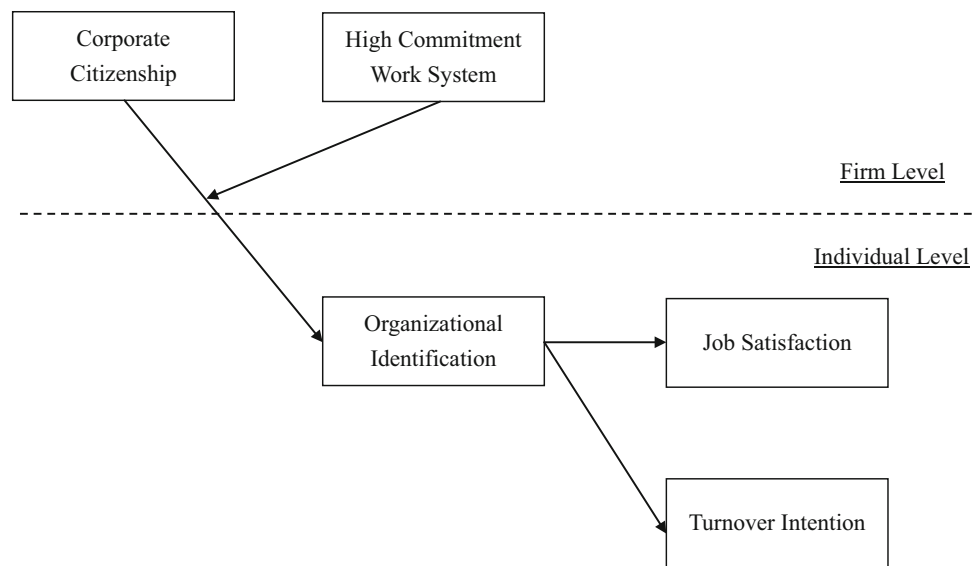 Corporate
Citizenship
High Commitment
Work System
Firm Level
Individual Level
Organizational
Identification
Job Satisfaction
Turnover Intention